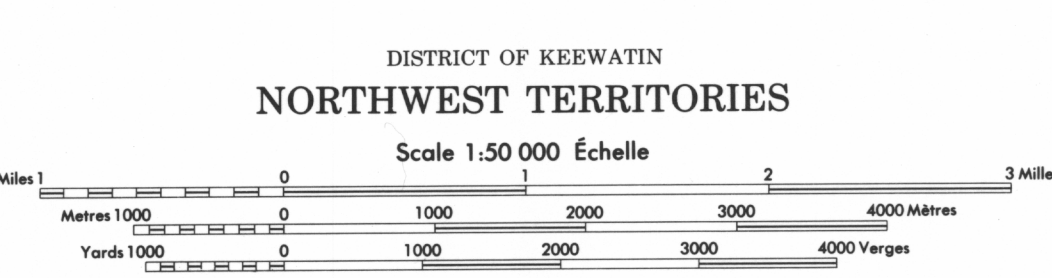 DISTRICT OF KEEWATIN
NORTHWEST TERRITORIES
Scale 1:50 000 Échelle
Miles 1 0 1 2 3 Mille
Metres 1000 0 1000 2000 3000 4000 Mètres
Yards 1000 0 1000 2000 3000 4000 Verges